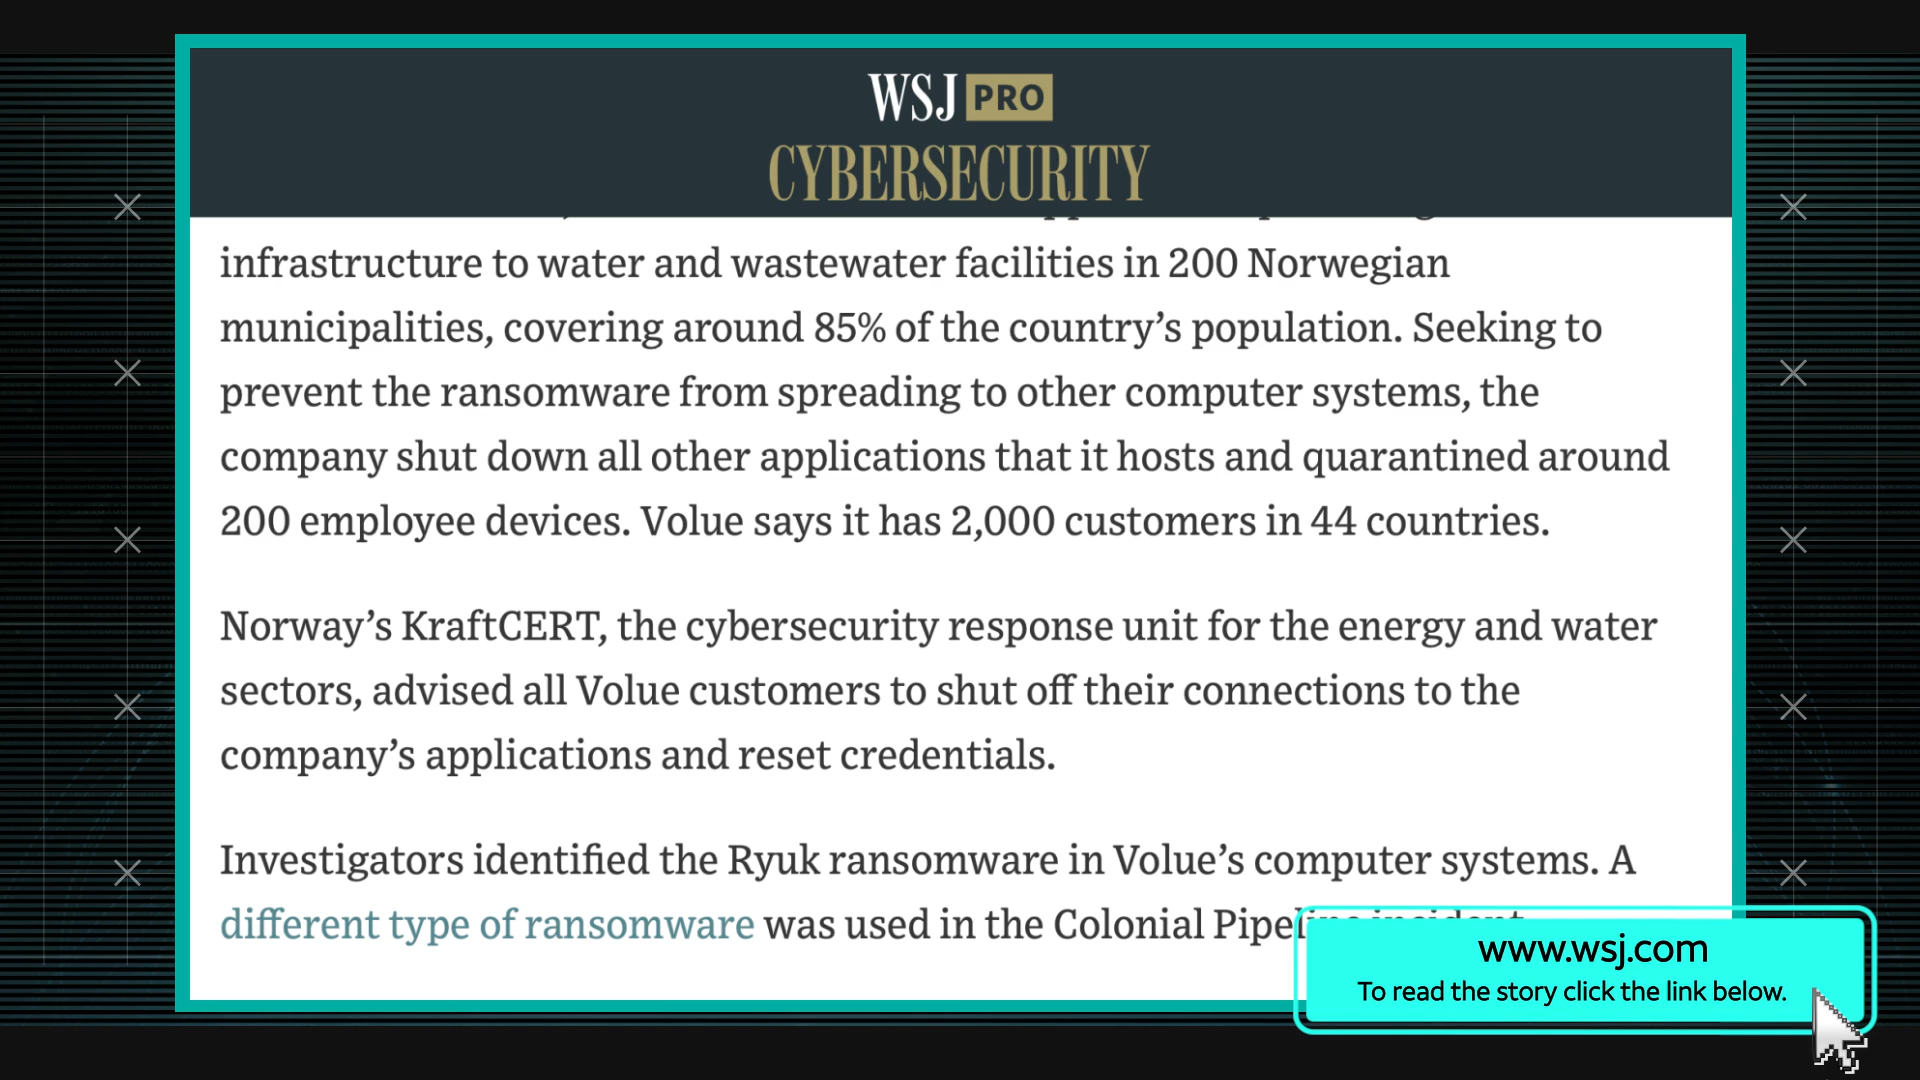 WSJ PRO
CYBERSECURITY
infrastructure to water and wastewater facilities in 200 Norwegian
municipalities, covering around 85% of the country’s population. Seeking to
prevent the ransomware from spreading to other computer systems, the
company shut down all other applications that it hosts and quarantined around
200 employee devices. Volue says it has 2,000 customers in 44 countries.
Norway’s KraftCERT, the cybersecurity response unit for the energy and water
sectors, advised all Volue customers to shut off their connections to the
company’s applications and reset credentials.
Investigators identified the Ryuk ransomware in Volue’s computer systems. A
different type of ransomware was used in the Colonial Pipeline incident
www.wsj.com
To read the story click the link below.